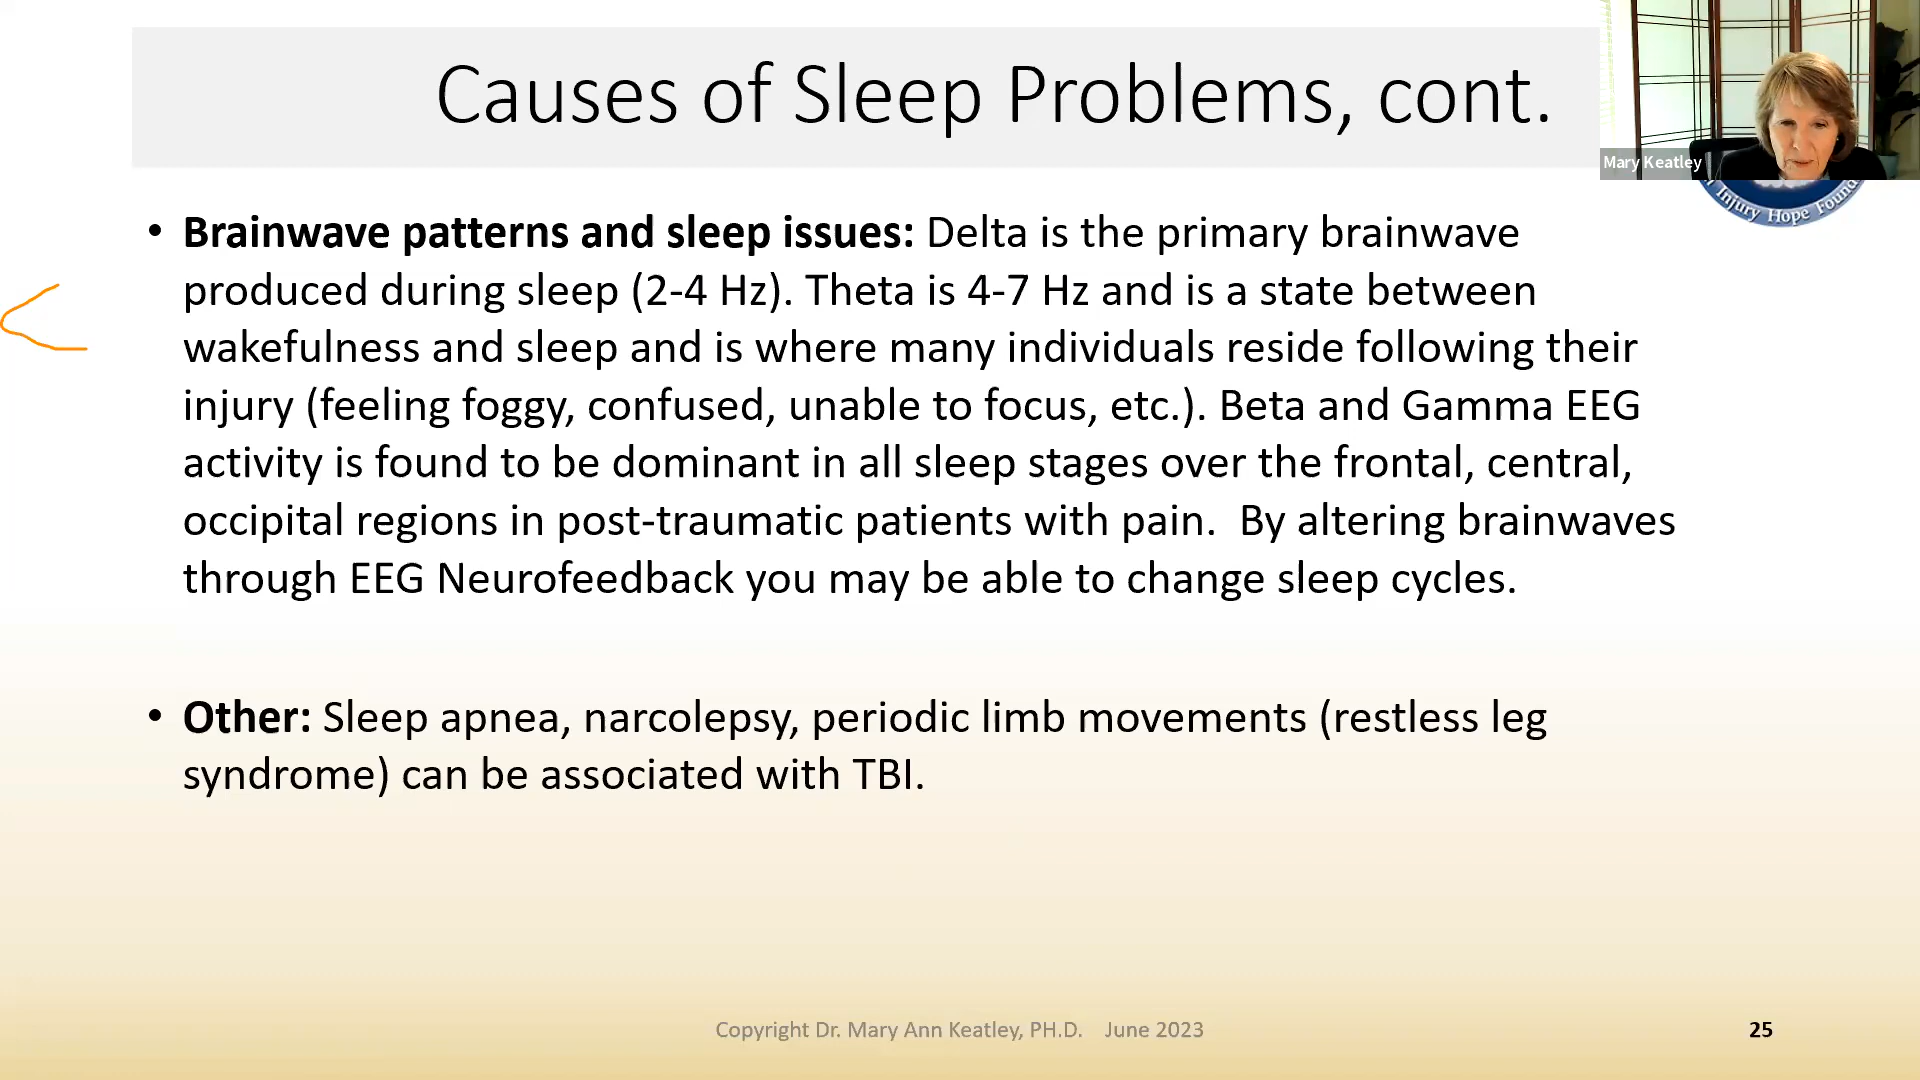 Causes of Sleep Problems, cont.
Mary Keatley
Injury Hope Foun
• Brainwave patterns and sleep issues: Delta is the primary brainwave
produced during sleep (2-4 Hz). Theta is 4-7 Hz and is a state between
wakefulness and sleep and is where many individuals reside following their
injury (feeling foggy, confused, unable to focus, etc.). Beta and Gamma EEG
activity is found to be dominant in all sleep stages over the frontal, central,
occipital regions in post-traumatic patients with pain.  By altering brainwaves
through EEG Neurofeedback you may be able to change sleep cycles.
• Other: Sleep apnea, narcolepsy, periodic limb movements (restless leg
syndrome) can be associated with TBI.
Copyright Dr. Mary Ann Keatley, PH.D.    June 2023
25